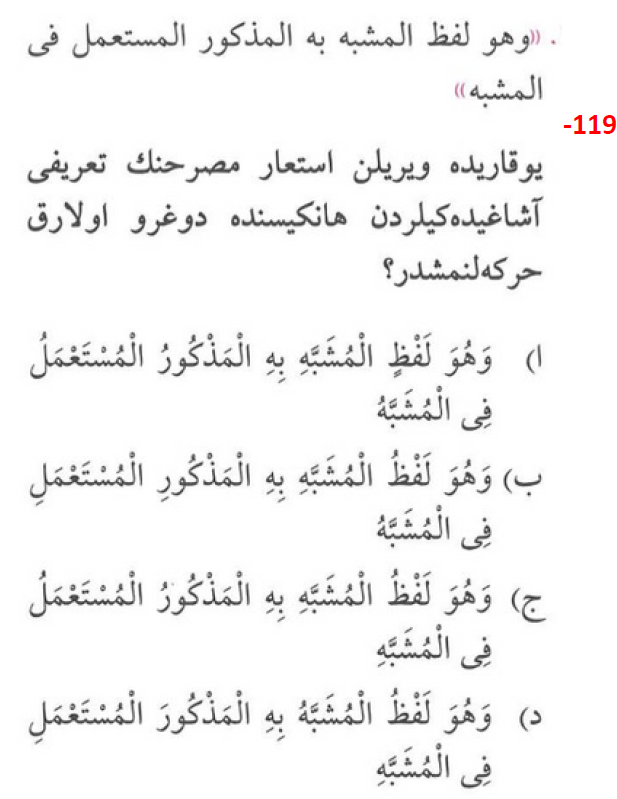 . «وهو لفظ المشبه به المذكور المستعمل فى
المشبه»
-119
يوقاريده ويريلن استعار مصرحنك تعريفى
آشاغيده‌كيلردن هانكيسنده دوغرو اولارق
حركه‌لنمشدر؟
ا) وَهُوَ لَفْظٍ الْمُشَبَّهِ بِهِ الْمَذْكُورُ الْمُسْتَعْمَلُ
فِى الْمُشَبَّهُ
ب) وَهُوَ لَفْظُ الْمُشَبَّهِ بِهِ الْمَذْكُورِ الْمُسْتَعْمَلِ
فِى الْمُشَبَّهُ
ج) وَهُوَ لَفْظُ الْمُشَبَّهِ بِهِ الْمَذْكُورُ الْمُسْتَعْمَلُ
فِى الْمُشَبَّهِ
د) وَهُوَ لَفْظُ الْمُشَبَّهُ بِهِ الْمَذْكُورَ الْمُسْتَعْمَلِ
فِى الْمُشَبَّهِ